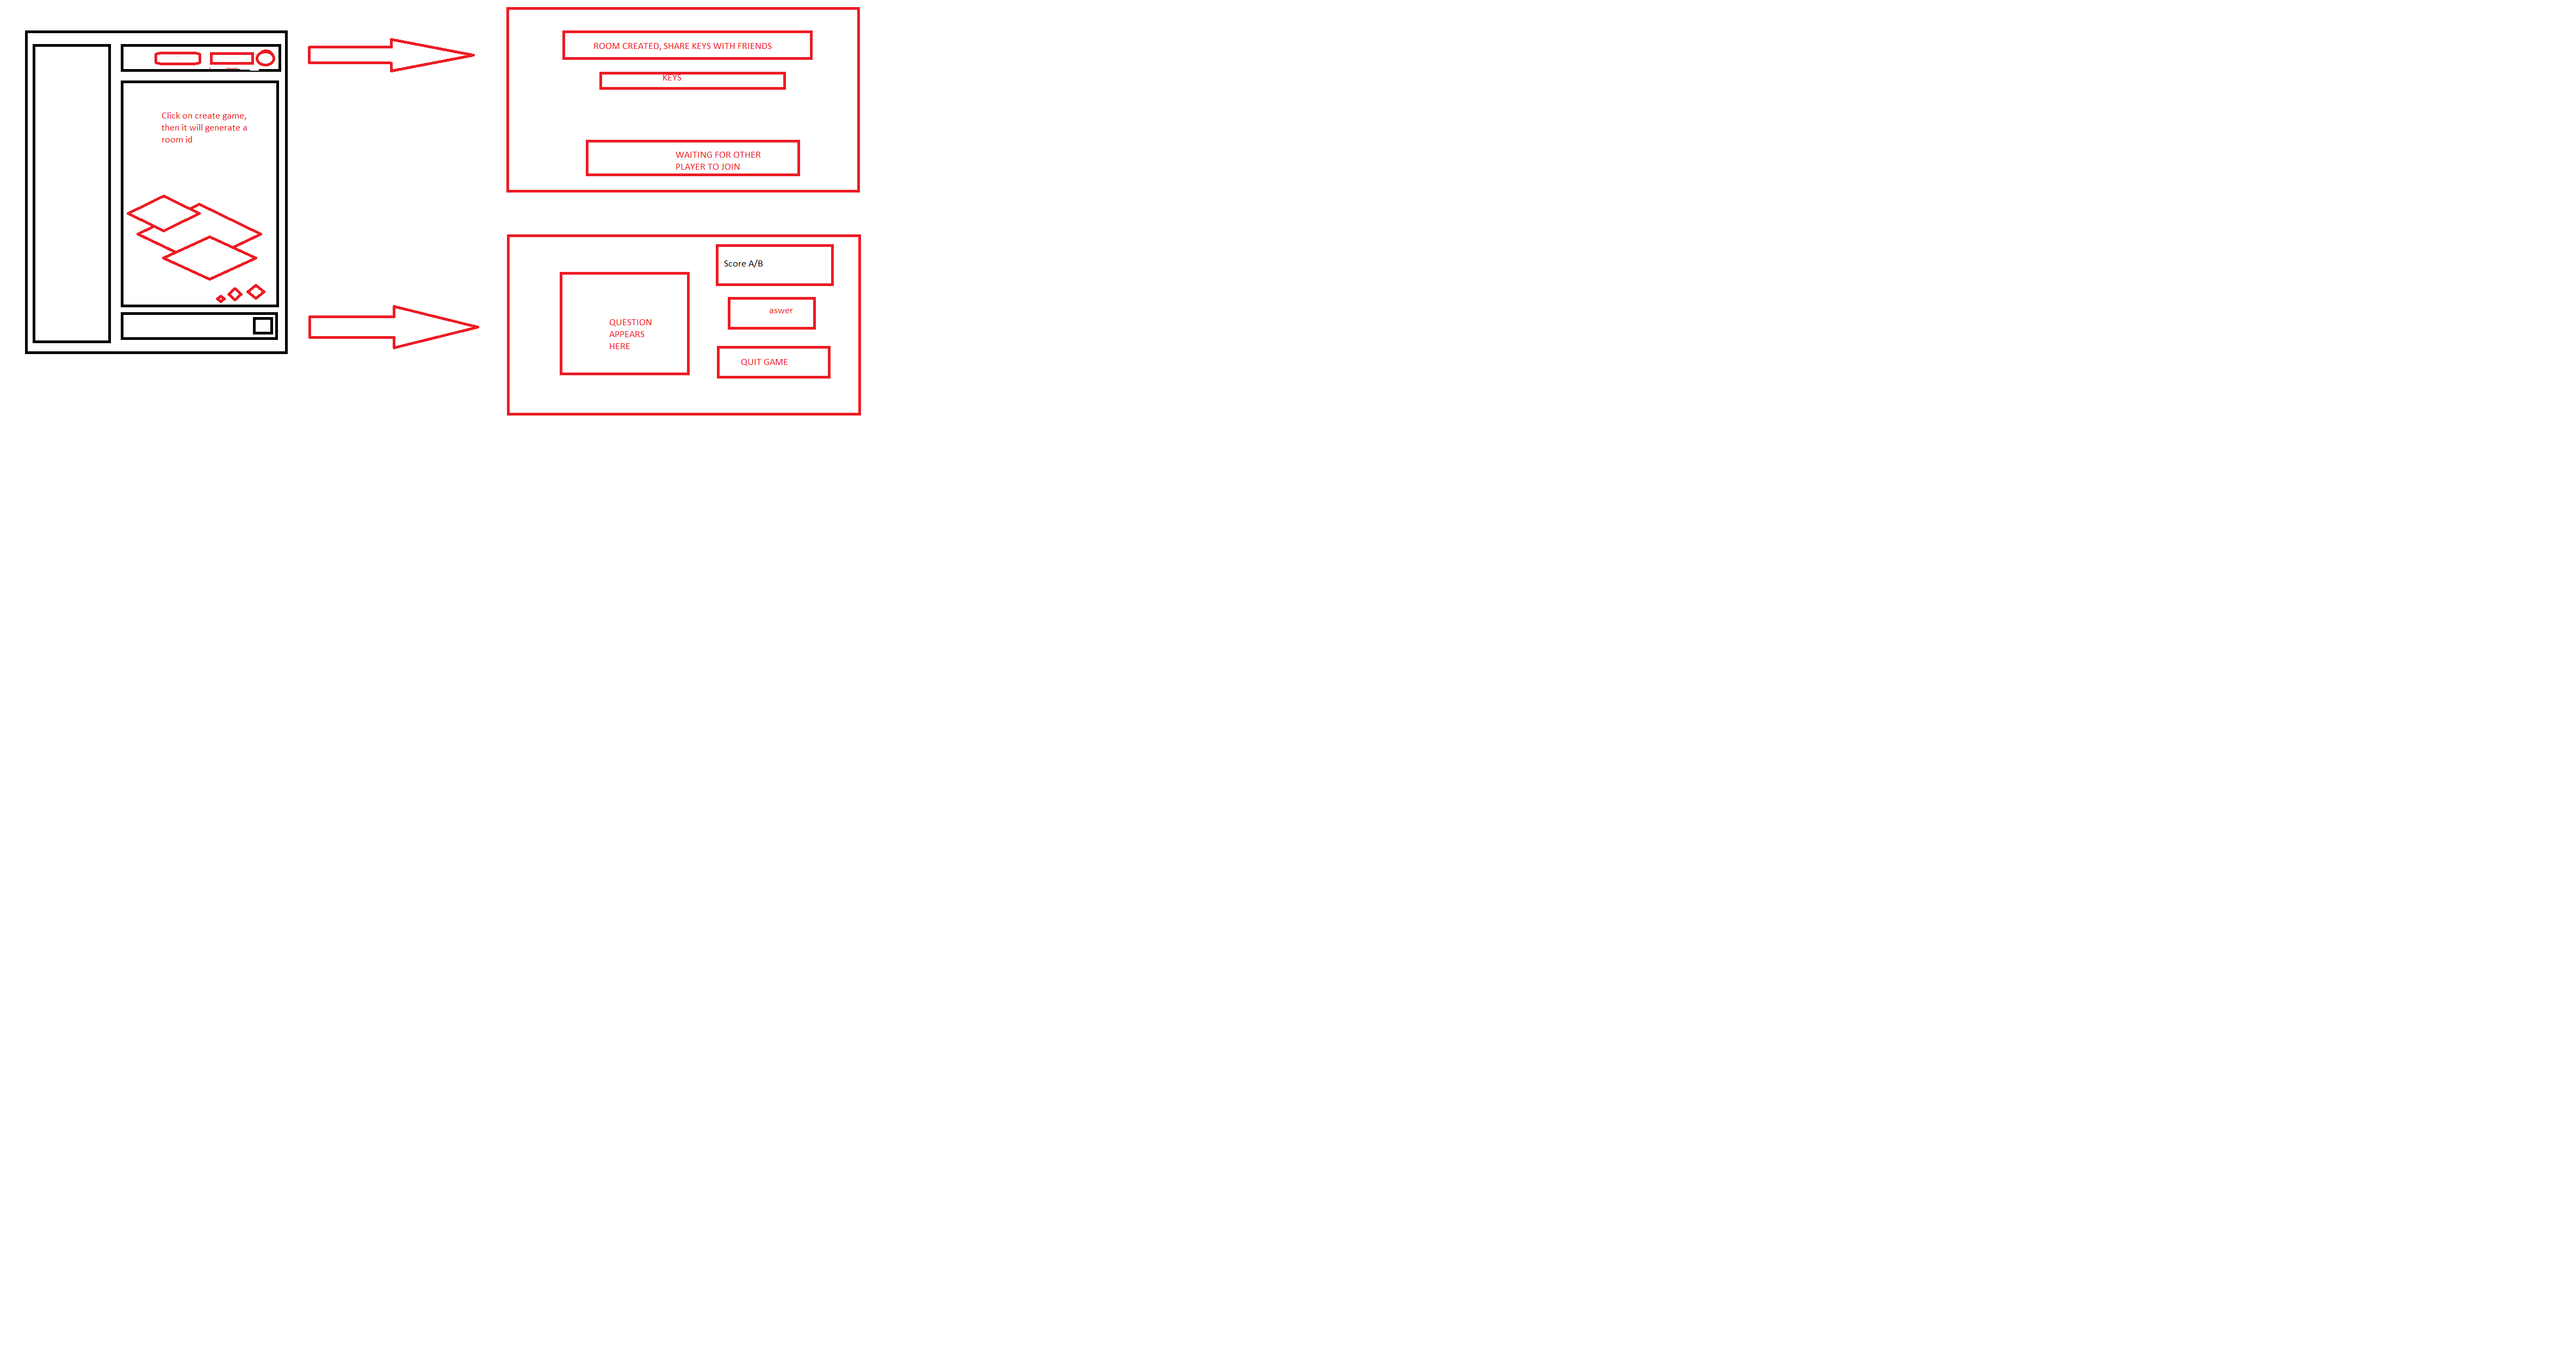 Click on create game,
then it will generate a
room id
ROOM CREATED, SHARE KEYS WITH FRIENDS
KEYS
WAITING FOR OTHER
PLAYER TO JOIN
QUESTION
APPEARS
HERE
Score A/B
aswer
QUIT GAME